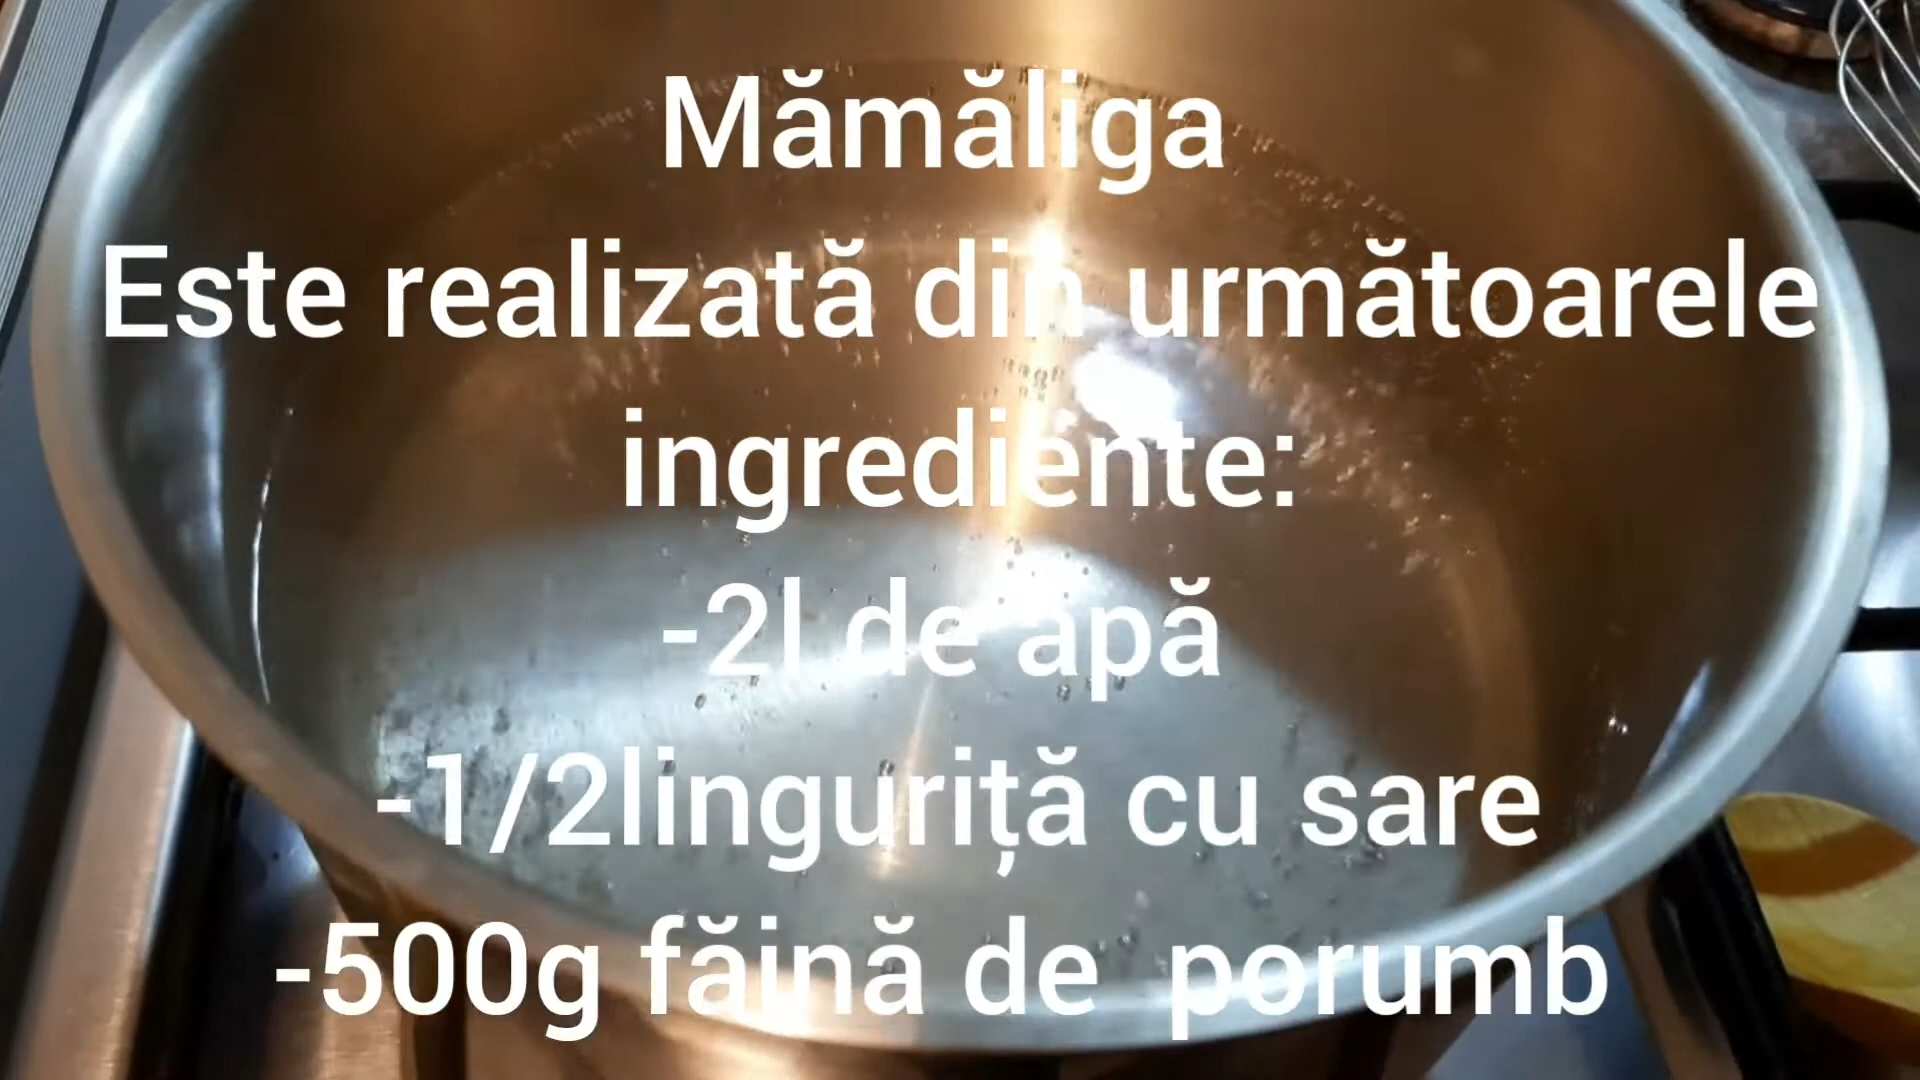 Mămăliga
Este realizată din următoarele
ingrediente:
-2l de apă
-1/2linguriță cu sare
-500g făină de  porumb